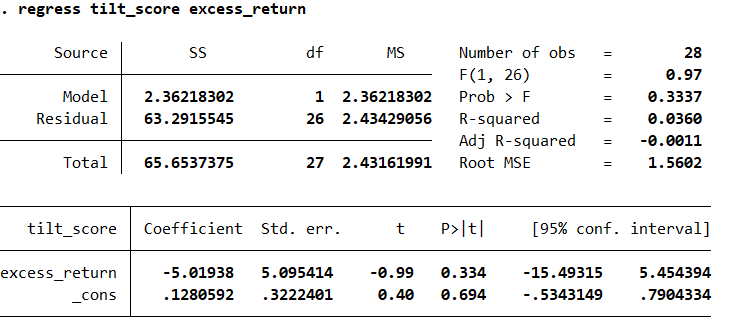 . regress tilt_score excess_return
Source SS df MS Number of obs = 28
F(1, 26) = 0.97
Model 2.36218302 1 2.36218302 Prob > F = 0.3337
Residual 63.2915545 26 2.43429056 R-squared = 0.0360
Adj R-squared = -0.0011
Total 65.6537375 27 2.43161991 Root MSE = 1.5602
tilt_score Coefficient Std. err. t P>|t| [95% conf. interval]
excess_return -5.01938 5.095414 -0.99 0.334 -15.49315 5.454394
_cons .1280592 .3222401 0.40 0.694 -.5343149 .7904334